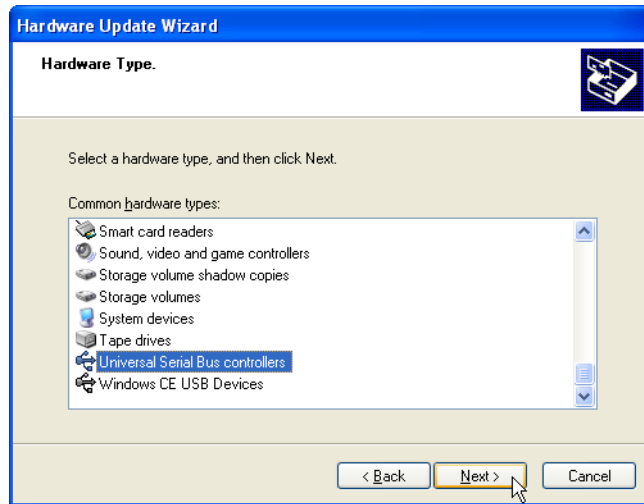 Hardware Update Wizard
Hardware Type.
Select a hardware type, and then click Next.
Common hardware types:
Smart card readers
Sound, video and game controllers
Storage volume shadow copies
Storage volumes
System devices
Tape drives
Universal Serial Bus controllers
Windows CE USB Devices
< Back Next > Cancel